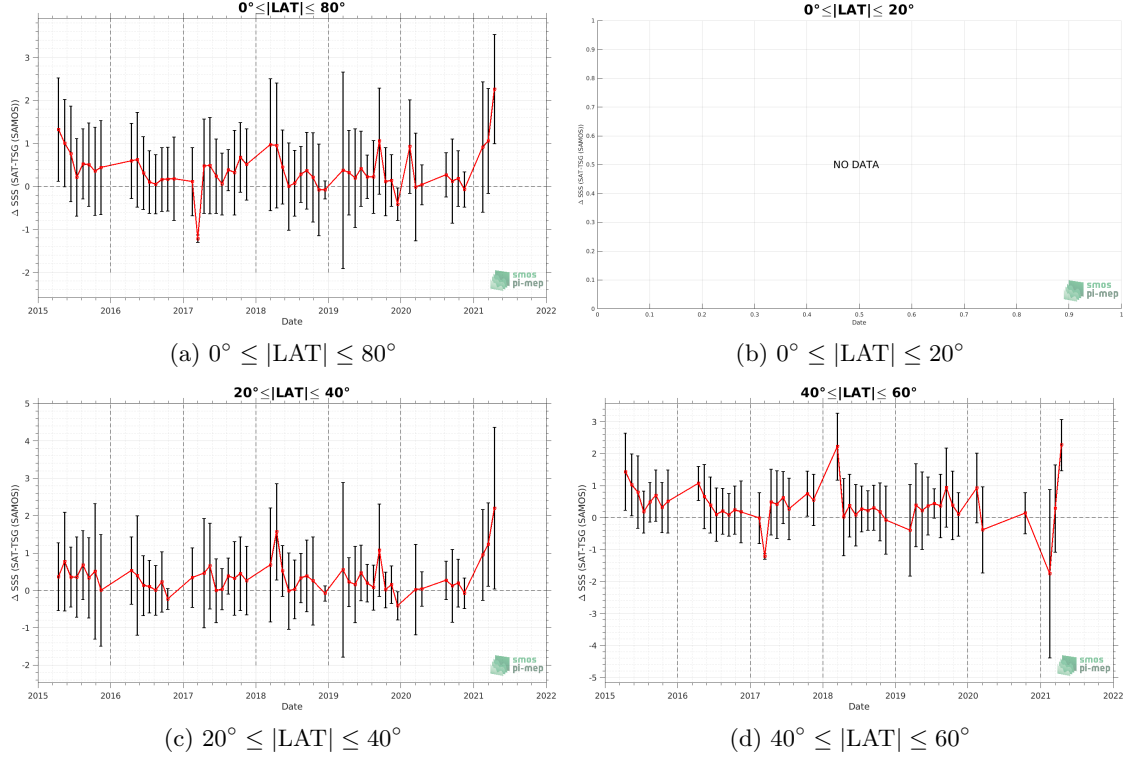 0°≤|LAT|≤ 80°
Δ SSS (SAT-TSG (SAMOS))
3
2
1
0
-1
-2
2015 2016 2017 2018 2019 2020 2021 2022
Date
smos
pi-mep
(a) 0° ≤ |LAT| ≤ 80°
0°≤|LAT|≤ 20°
Δ SSS (SAT-TSG (SAMOS))
1
0.9
0.8
0.7
0.6
0.5
0.4
0.3
0.2
0.1
0
NO DATA
0 0.1 0.2 0.3 0.4 0.5 0.6 0.7 0.8 0.9 1
Date
smos
pi-mep
(b) 0° ≤ |LAT| ≤ 20°
20°≤|LAT|≤ 40°
Δ SSS (SAT-TSG (SAMOS))
5
4
3
2
1
0
-1
-2
2015 2016 2017 2018 2019 2020 2021 2022
Date
smos
pi-mep
(c) 20° ≤ |LAT| ≤ 40°
40°≤|LAT|≤ 60°
Δ SSS (SAT-TSG (SAMOS))
3
2
1
0
-1
-2
-3
-4
-5
2015 2016 2017 2018 2019 2020 2021 2022
Date
smos
pi-mep
(d) 40° ≤ |LAT| ≤ 60°